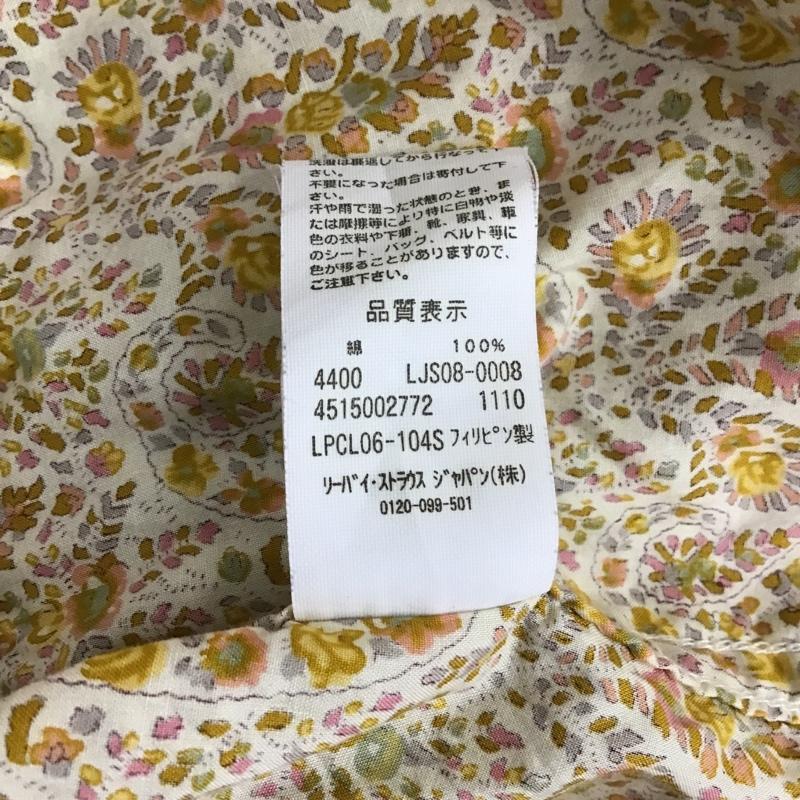 洗濯は裏返してから行なって
さい。
不要になった場合は寄付して下
さい。
汗や雨で湿った状態のとき、ま
たは摩擦等により特に白物や淡
色の衣料や下着、靴、家具、車
のシート、バッグ、ベルト等に
色が移ることがありますので、
ご注意下さい。
品質表示
綿 100%
4400 LJS08-0008
4515002772 1110
LPCL06-104S フィリピン製
リーバイ・ストラウス ジャパン(株)
0120-099-501